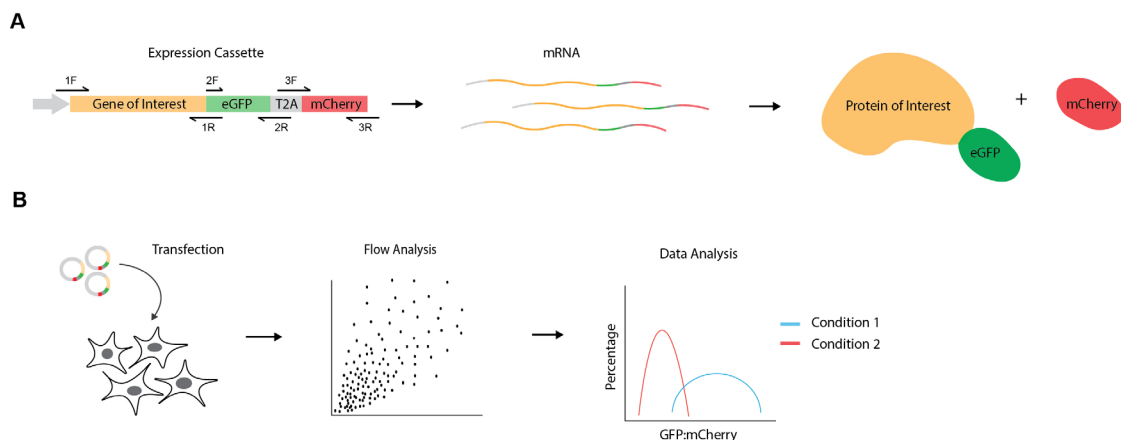 A
Expression Cassette
mRNA
1F
2F
3F
Gene of Interest
eGFP
T2A
mCherry
1R
2R
3R
Protein of Interest
eGFP
+
mCherry
B
Transfection
Flow Analysis
Data Analysis
Percentage
Condition 1
Condition 2
GFP:mCherry